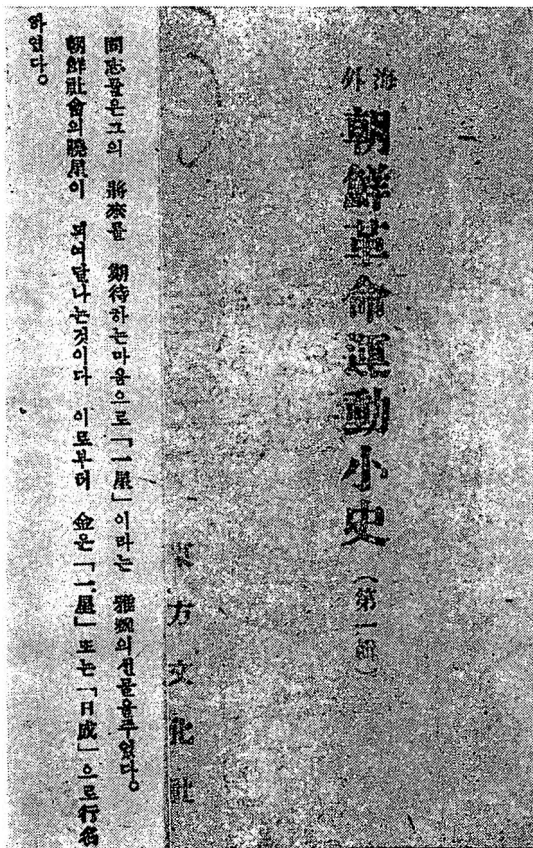 海外
朝鮮革命運動小史
(第一輯)
東方文化社
同志들은그의 將來를 期待하는마음으로「一星」이라는 雅號의선물을주었다。
朝鮮社會의曉星이 되여달나는것이다 이로부터 金은「一星」또는「日成」으로行名
하였다。